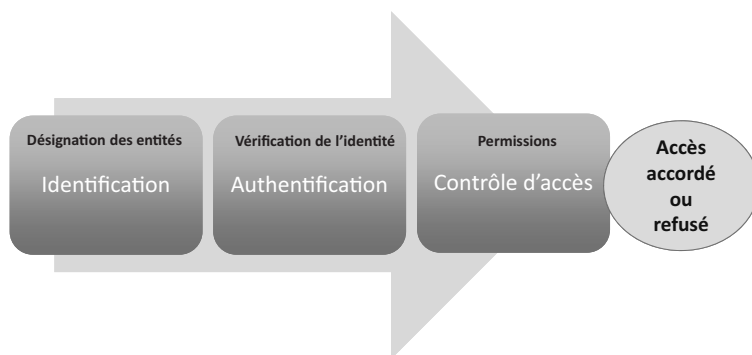 Désignation des entités
Identification
Vérification de l'identité
Authentification
Permissions
Contrôle d'accès
Accès
accordé
ou
refusé